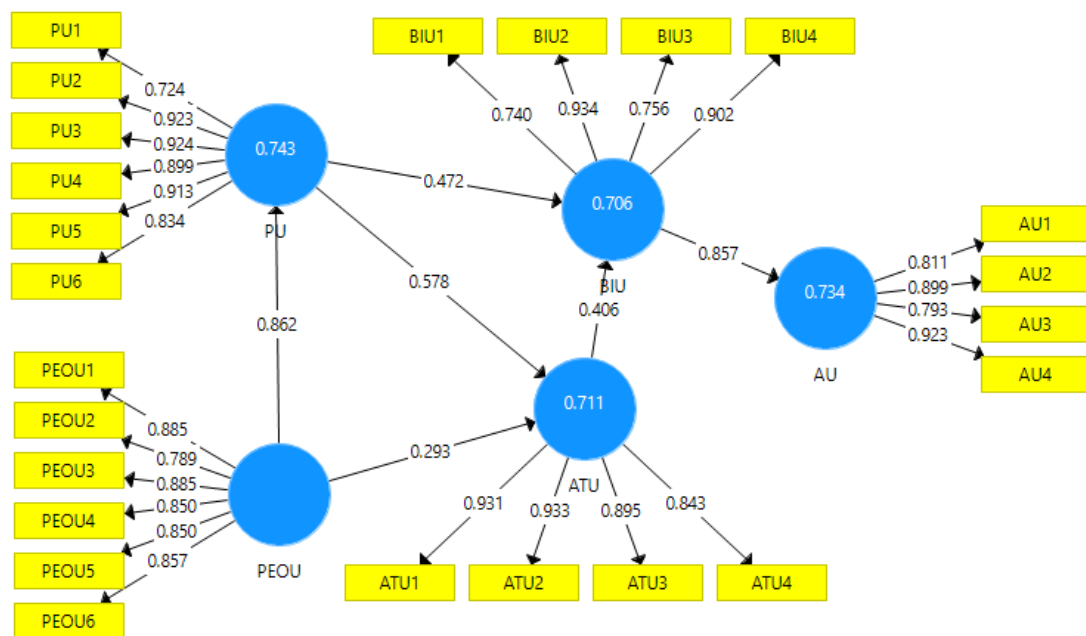 PU1
PU2
PU3
PU4
PU5
PU6
0.724
0.923
0.924
0.899
0.913
0.834
0.743
PU
BIU1
BIU2
BIU3
BIU4
0.740
0.934
0.756
0.902
0.472
0.706
BIU
0.578
0.862
0.406
0.857
0.734
AU
0.811
0.899
0.793
0.923
AU1
AU2
AU3
AU4
PEOU1
PEOU2
PEOU3
PEOU4
PEOU5
PEOU6
0.885
0.789
0.885
0.850
0.850
0.857
PEOU
0.293
0.711
ATU
0.931
0.933
0.895
0.843
ATU1
ATU2
ATU3
ATU4